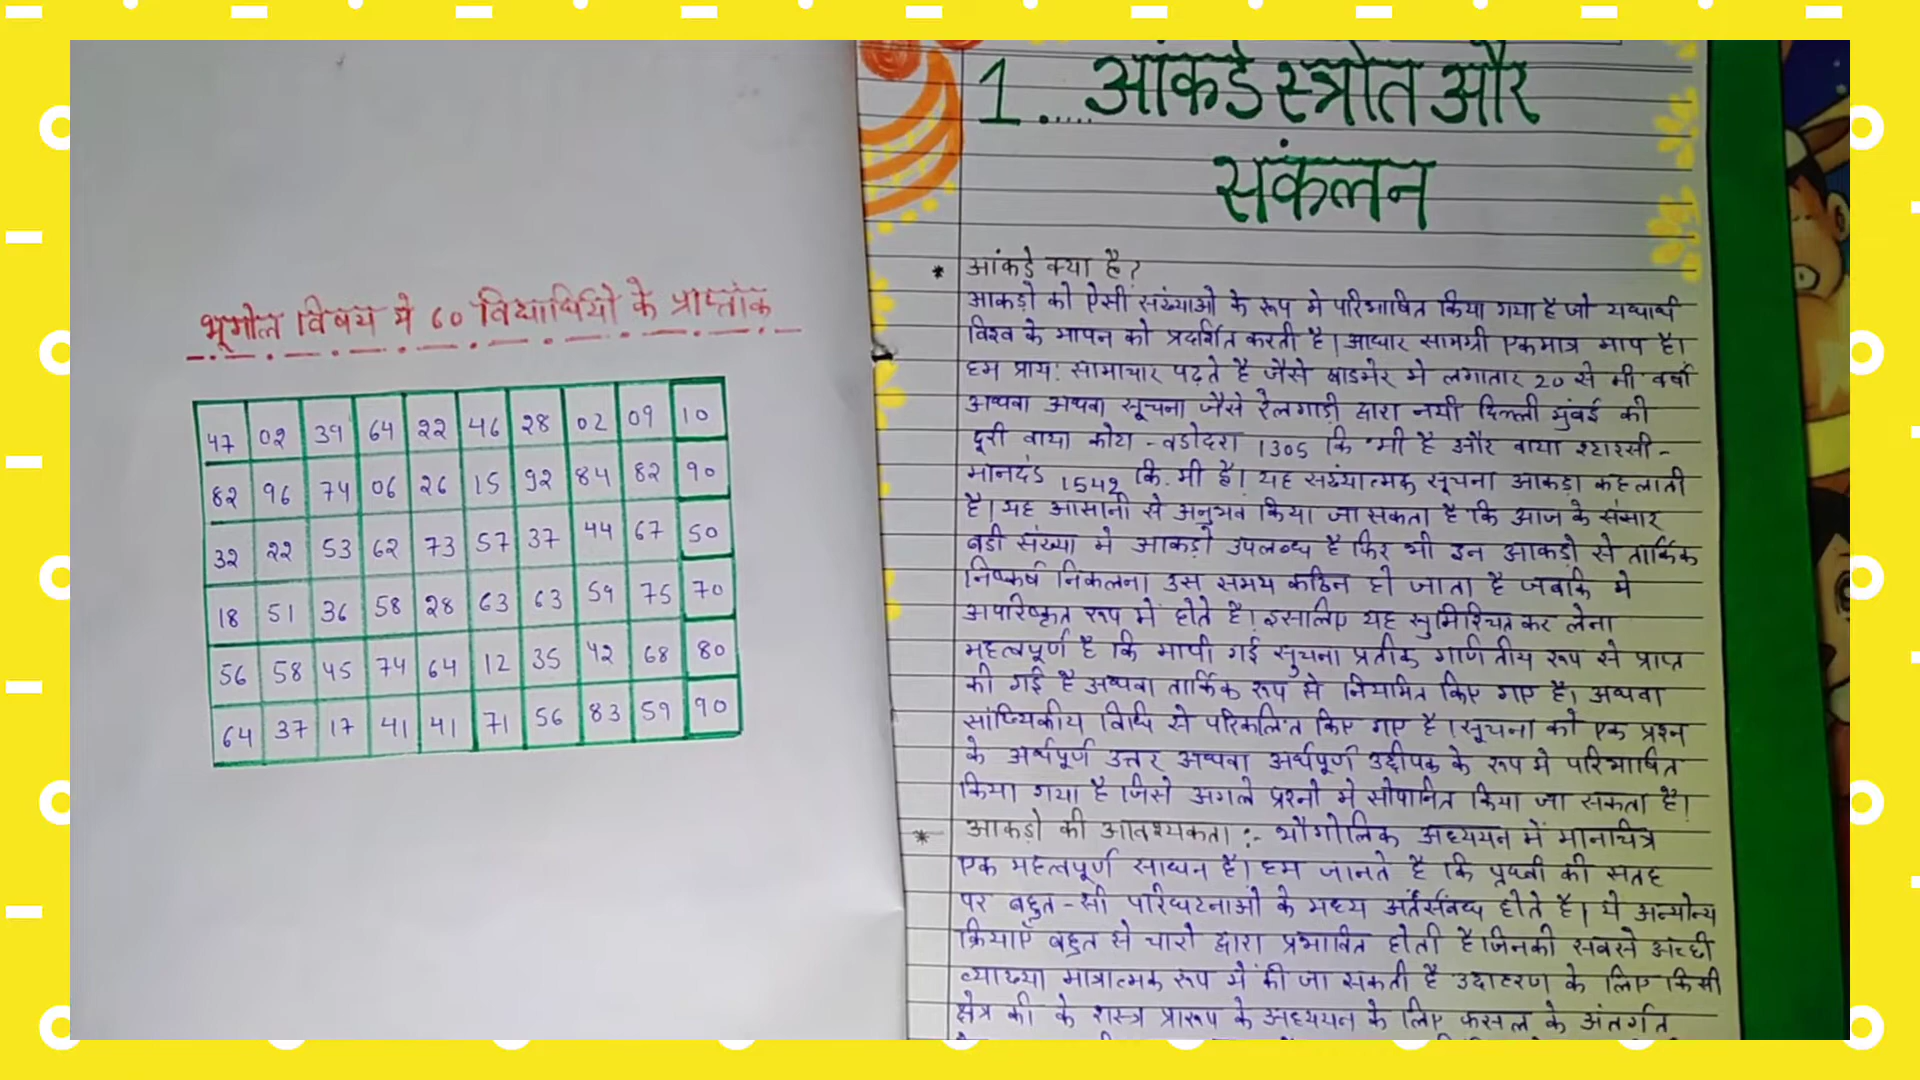 भूगोल विषय मे 60 विद्यार्थियो के प्राप्तांक
47 02 39 64 22 46 28 02 09 10
82 96 74 06 26 15 92 84 82 90
32 22 53 62 73 57 37 44 67 50
18 51 36 58 28 63 63 59 75 70
56 58 45 74 64 12 35 42 68 80
64 37 17 41 41 71 56 83 59 90
1..... आंकडे स्त्रोत और
संकलन
* आंकडे क्या है?
आकड़ो को ऐसी संख्याओ के रूप मे परिभाषित किया गया है जो यथार्थ
विश्व के मापन को प्रदर्शित करती है। आधार सामग्री एकमात्र माप है।
हम प्राय: सामाचार पढ़ते है जैसे बाडमेर मे लगातार 20 से मी वर्षा
अथवा अथवा सूचना जैसे रेलगाड़ी द्वारा नयी दिल्ली मुंबई की
दूरी वाया कोटा - वडोदरा 1305 कि मी है और वाया
1542 कि. मी है। यह संख्यात्मक सूचना आकड़ा कहलाती
है। यह आसानी से अनुभव किया जा सकता है कि आज के संसार
बडी संख्या मे आकड़ो उपलब्ध है फिर भी इन आकड़ो से तार्किक
निष्कर्ष निकलना उस समय कठिन हो जाता है जबकि मे
अपरिष्कृत रूप में होते है। इसलिए यह कर लेना
महत्वपूर्ण है कि मापी गई सुचना प्रतीक रूप से प्राप्त
की गई है अथवा तार्किक रूप से नियमित किए गए है। अथवा
विधि से परिकलित किए गए है। सूचना को एक प्रश्न
के अर्थपूर्ण उत्तर अथवा अर्थपूर्ण उद्दीपक के रूप मे परिभाषित
किया गया है जिसे अगले प्रश्नो मे सोपानित किया जा सकता है।
* आकड़ो की आवश्यकता :- भौगोलिक अध्ययन में मानचित्र
एक महत्वपूर्ण साधन है। हम जानते है कि पृथ्वी की सतह
पर बहुत - सी परिघटनाओ के मध्य अंर्तसंबध होते है। ये अन्योन्य
क्रियाएँ बहुत से चारो द्वारा प्रभावित होती है जिनकी सबसे अच्छी
व्याख्या मात्रात्मक रूप में की जा सकती है उदाहरण के लिए किसी
क्षेत्र की के शस्त्र प्रारूप के अध्ययन के लिए फसल के अंतर्गत